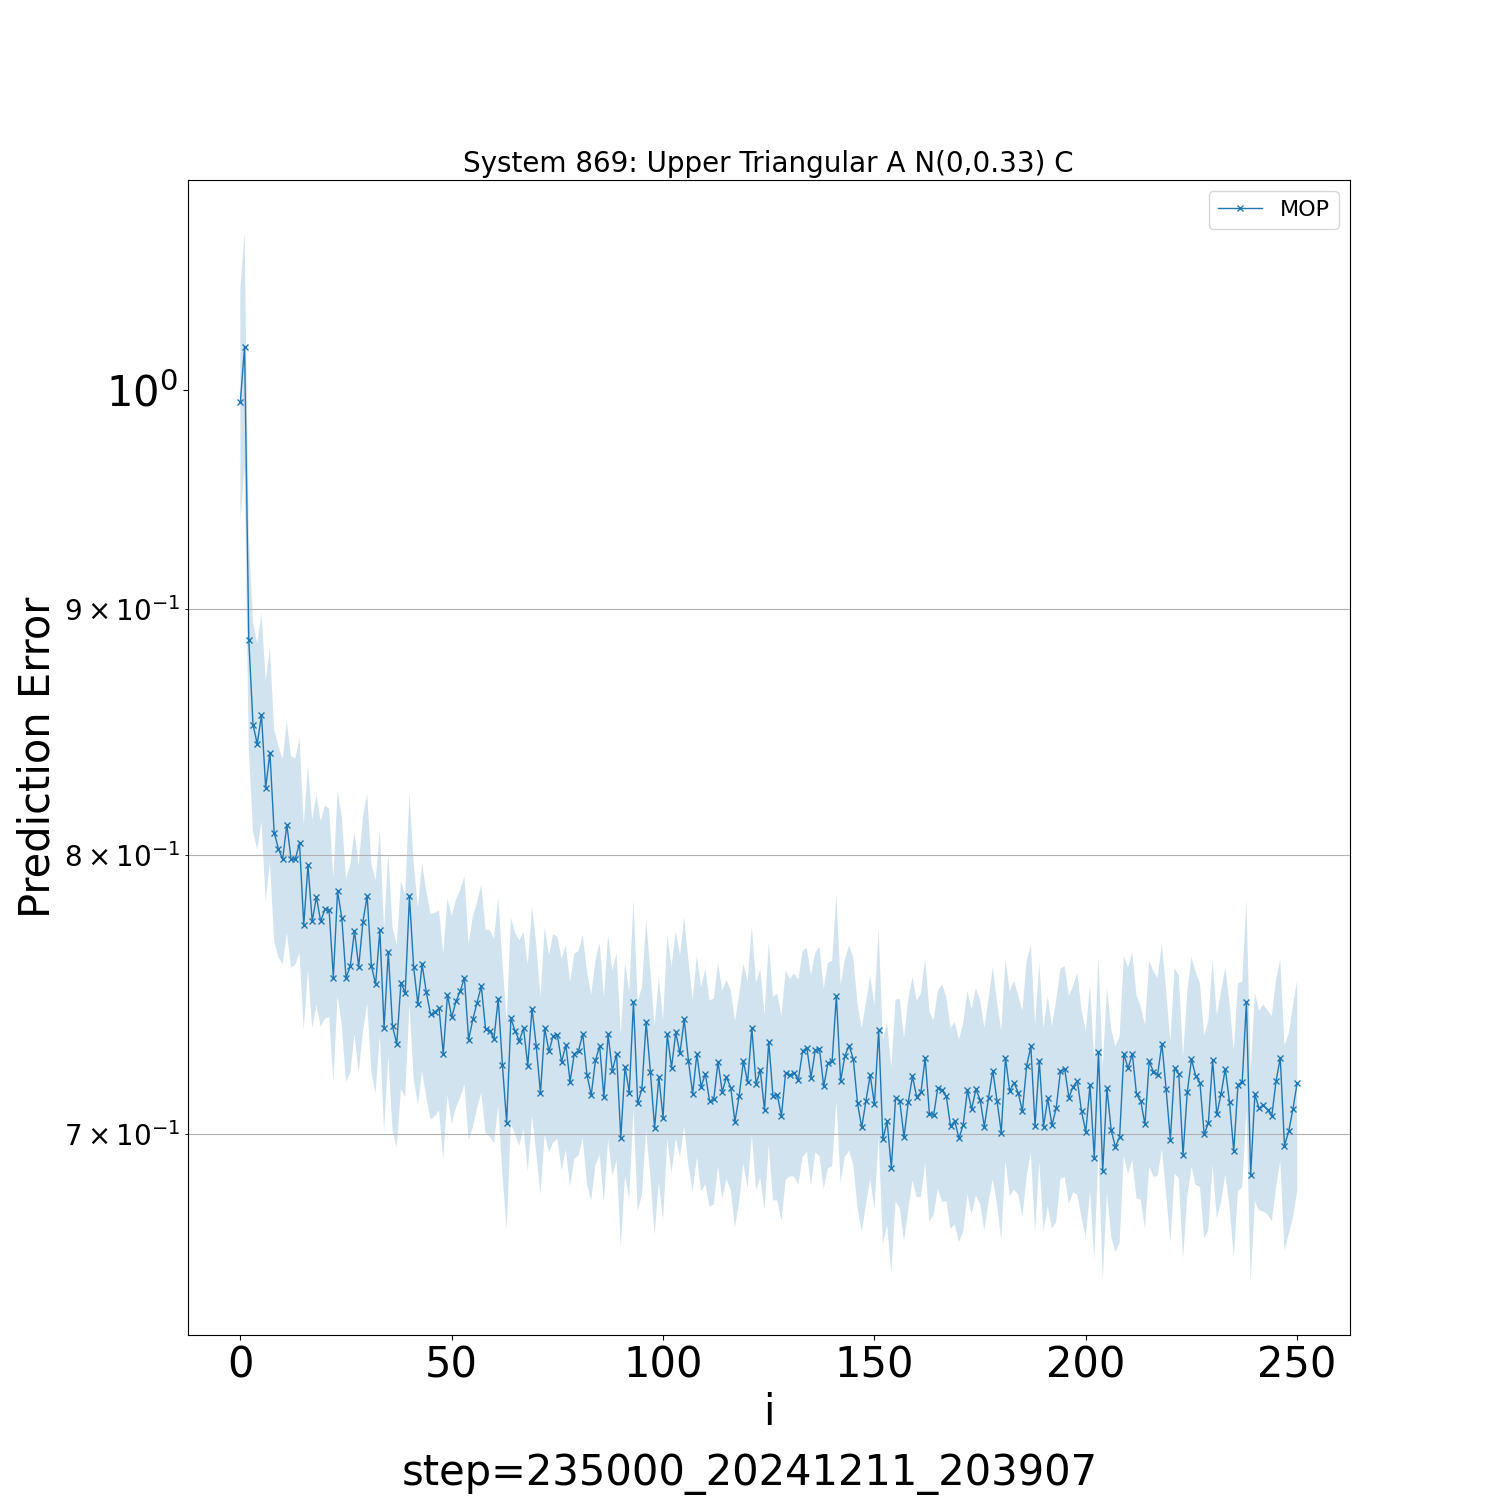 System 869: Upper Triangular A N(0,0.33) C
MOP
10⁰
9 × 10⁻¹
8 × 10⁻¹
7 × 10⁻¹
Prediction Error
0 50 100 150 200 250
i
step=235000_20241211_203907